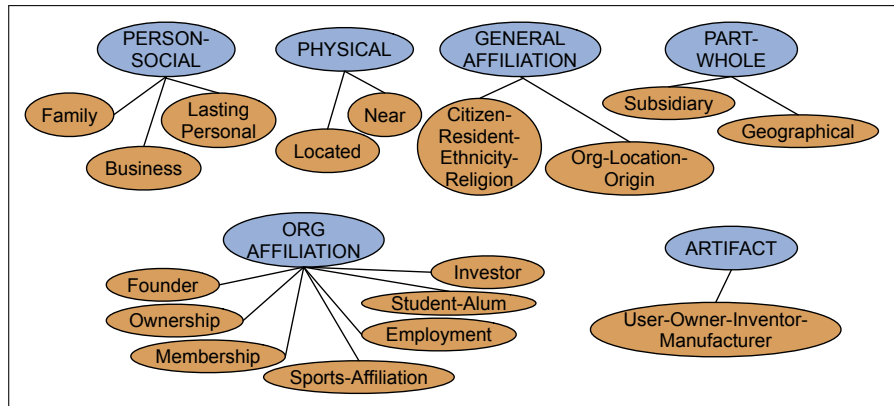 PERSON-
SOCIAL
PHYSICAL
GENERAL
AFFILIATION
PART-
WHOLE
Family
Lasting
Personal
Business
Near
Located
Citizen-
Resident-
Ethnicity-
Religion
Org-Location-
Origin
Subsidiary
Geographical
ORG
AFFILIATION
ARTIFACT
Founder
Ownership
Membership
Sports-Affiliation
Investor
Student-Alum
Employment
User-Owner-Inventor-
Manufacturer